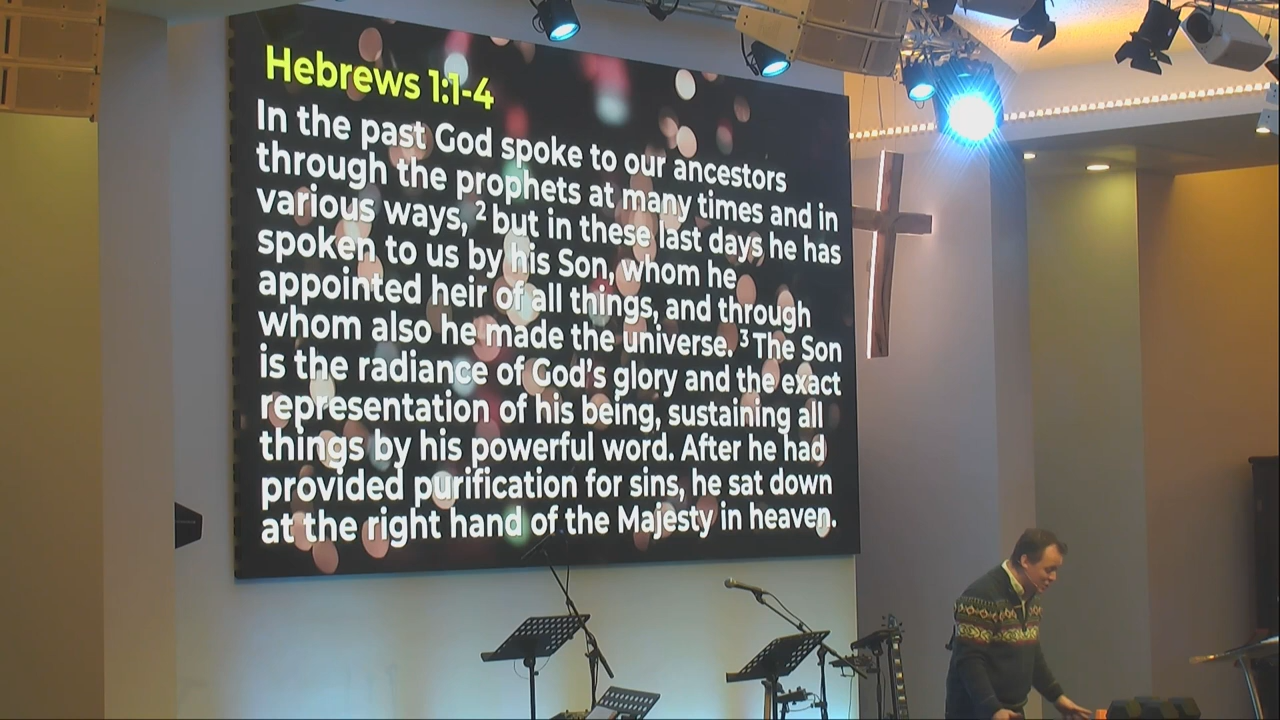 Hebrews 1:1-4
In the past God spoke to our ancestors
through the prophets at many times and in
various ways, ² but in these last days he has
spoken to us by his Son, whom he
appointed heir of all things, and through
whom also he made the universe. ³ The Son
is the radiance of God's glory and the exact
representation of his being, sustaining all
things by his powerful word. After he had
provided purification for sins, he sat down
at the right hand of the Majesty in heaven.